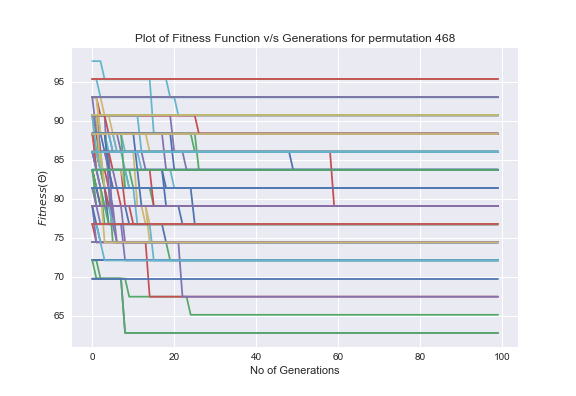 Plot of Fitness Function v/s Generations for permutation 468
95
90
85
80
75
70
65
Fitness(Θ)
0 20 40 60 80 100
No of Generations